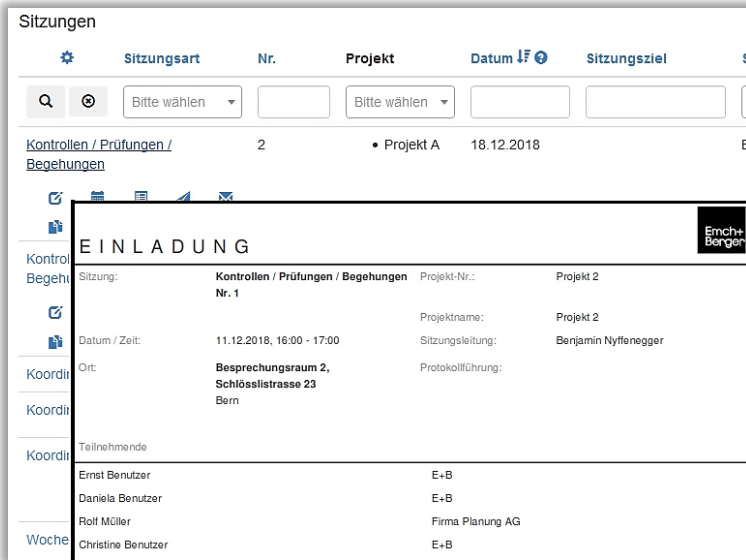 Sitzungen
Sitzungsart Nr. Projekt Datum Sitzungsziel
Bitte wählen Bitte wählen
Kontrollen / Prüfungen / 2 • Projekt A 18.12.2018
Begehungen
EINLADUNG
Emch+
Berger
Sitzung: Kontrollen / Prüfungen / Begehungen Projekt-Nr.: Projekt 2
Nr. 1
Projektname: Projekt 2
Datum / Zeit: 11.12.2018, 16:00 - 17:00 Sitzungsleitung: Benjamin Nyffenegger
Ort: Besprechungsraum 2, Protokollführung:
Schlösslistrasse 23
Bern
Teilnehmende
Ernst Benutzer E+B
Daniela Benutzer E+B
Rolf Müller Firma Planung AG
Christine Benutzer E+B
Woche